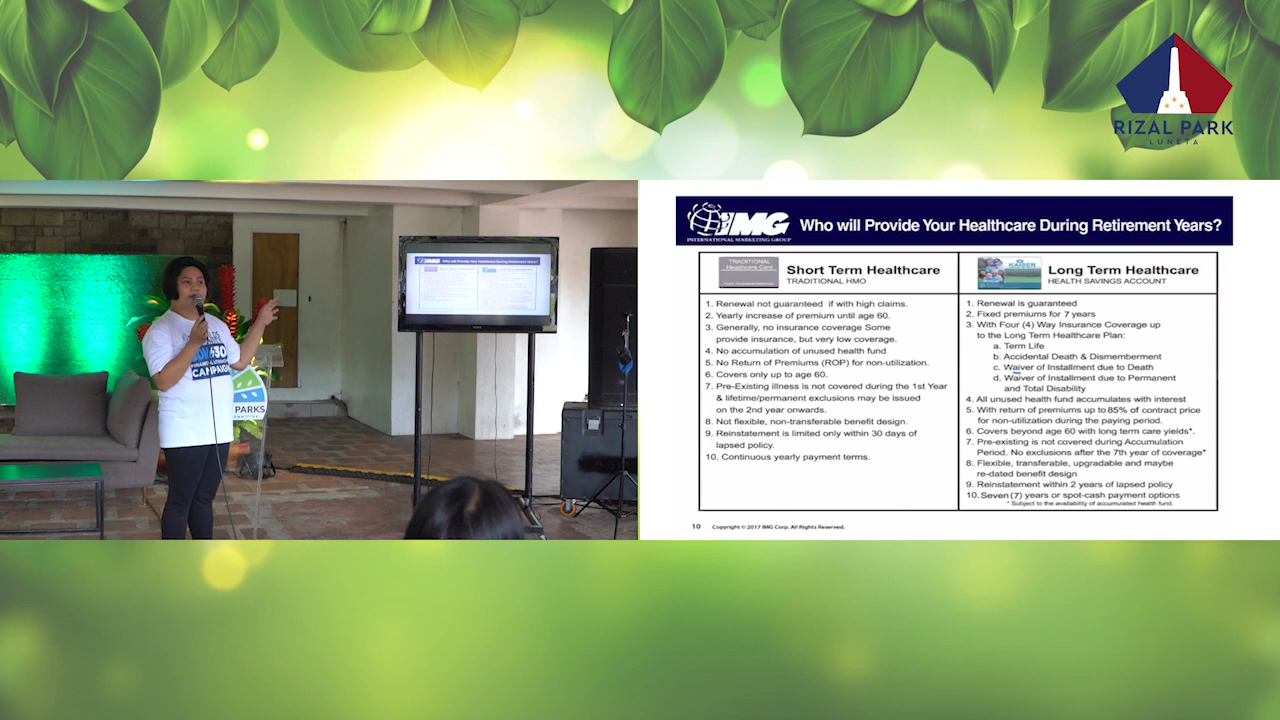 RIZAL PARK
LUNETA
IMG
INTERNATIONAL MARKETING GROUP
Who will Provide Your Healthcare During Retirement Years?
TRADITIONAL
Healthcare Card
Short Term Healthcare
TRADITIONAL HMO
1. Renewal not guaranteed if with high claims.
2. Yearly increase of premium until age 60.
3. Generally, no insurance coverage Some
provide insurance, but very low coverage.
4. No accumulation of unused health fund
5. No Return of Premiums (ROP) for non-utilization.
6. Covers only up to age 60.
7. Pre-Existing illness is not covered during the 1st Year
& lifetime/permanent exclusions may be issued
on the 2nd year onwards.
8. Not flexible, non-transferable benefit design.
9. Reinstatement is limited only within 30 days of
lapsed policy.
10. Continuous yearly payment terms.
KAISER
Long Term Healthcare
HEALTH SAVINGS ACCOUNT
1. Renewal is guaranteed
2. Fixed premiums for 7 years
3. With Four (4) Way Insurance Coverage up
to the Long Term Healthcare Plan:
a. Term Life
b. Accidental Death & Dismemberment
c. Waiver of Installment due to Death
d. Waiver of Installment due to Permanent
and Total Disability
4. All unused health fund accumulates with interest
5. With return of premiums up to 85% of contract price
for non-utilization during the paying period.
6. Covers beyond age 60 with long term care yields*.
7. Pre-existing is not covered during Accumulation
Period. No exclusions after the 7th year of coverage*
8. Flexible, transferable, upgradable and maybe
re-dated benefit design
9. Reinstatement within 2 years of lapsed policy
10. Seven (7) years or spot-cash payment options
* Subject to the availability of accumulated health fund.
10 Copyright © 2017 IMG Corp. All Rights Reserved.
IMG Who will Provide Your Healthcare During Retirement Years?
CAMPAIGN
PARKS